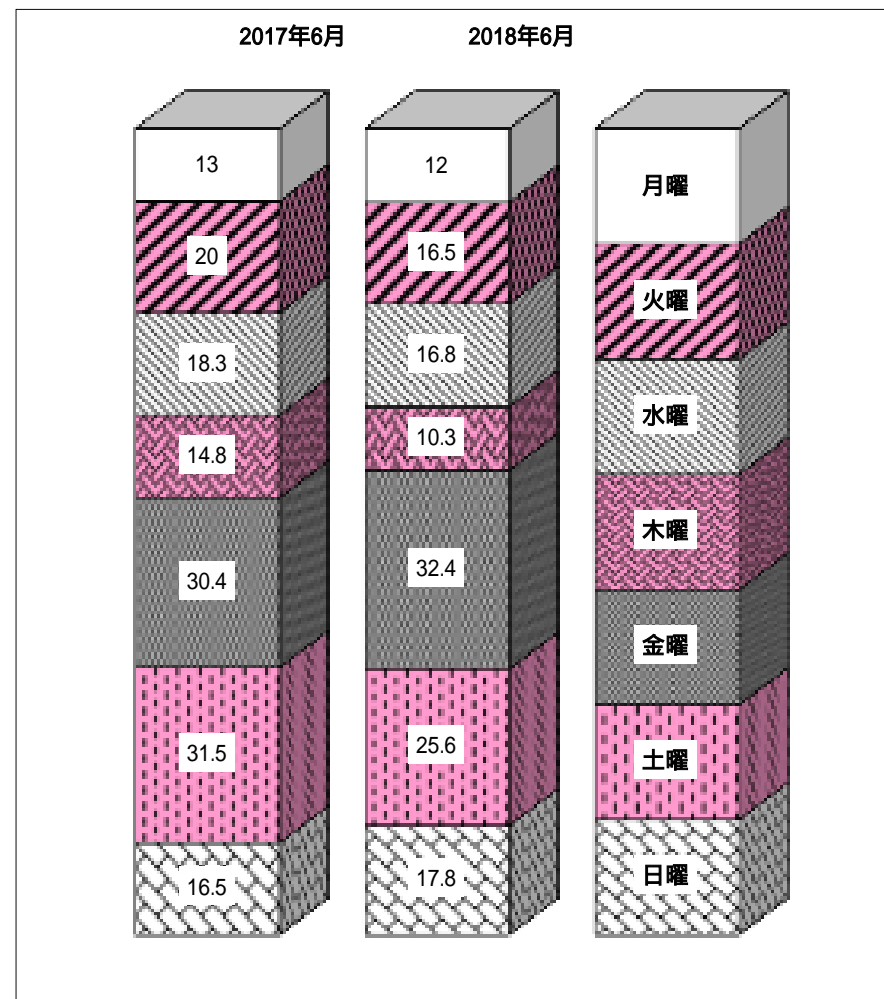 2017年6月 2018年6月
13 12 月曜
20 16.5 火曜
18.3 16.8 水曜
14.8 10.3 木曜
30.4 32.4 金曜
31.5 25.6 土曜
16.5 17.8 日曜